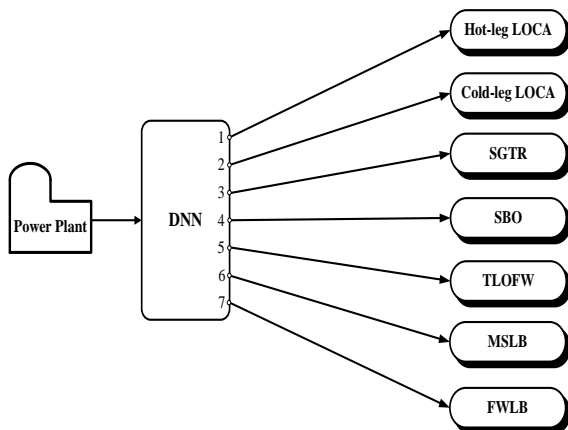 Hot-leg LOCA
Cold-leg LOCA
1
2
SGTR
3
Power Plant
DNN
4
SBO
5
TLOFW
6
7
MSLB
FWLB